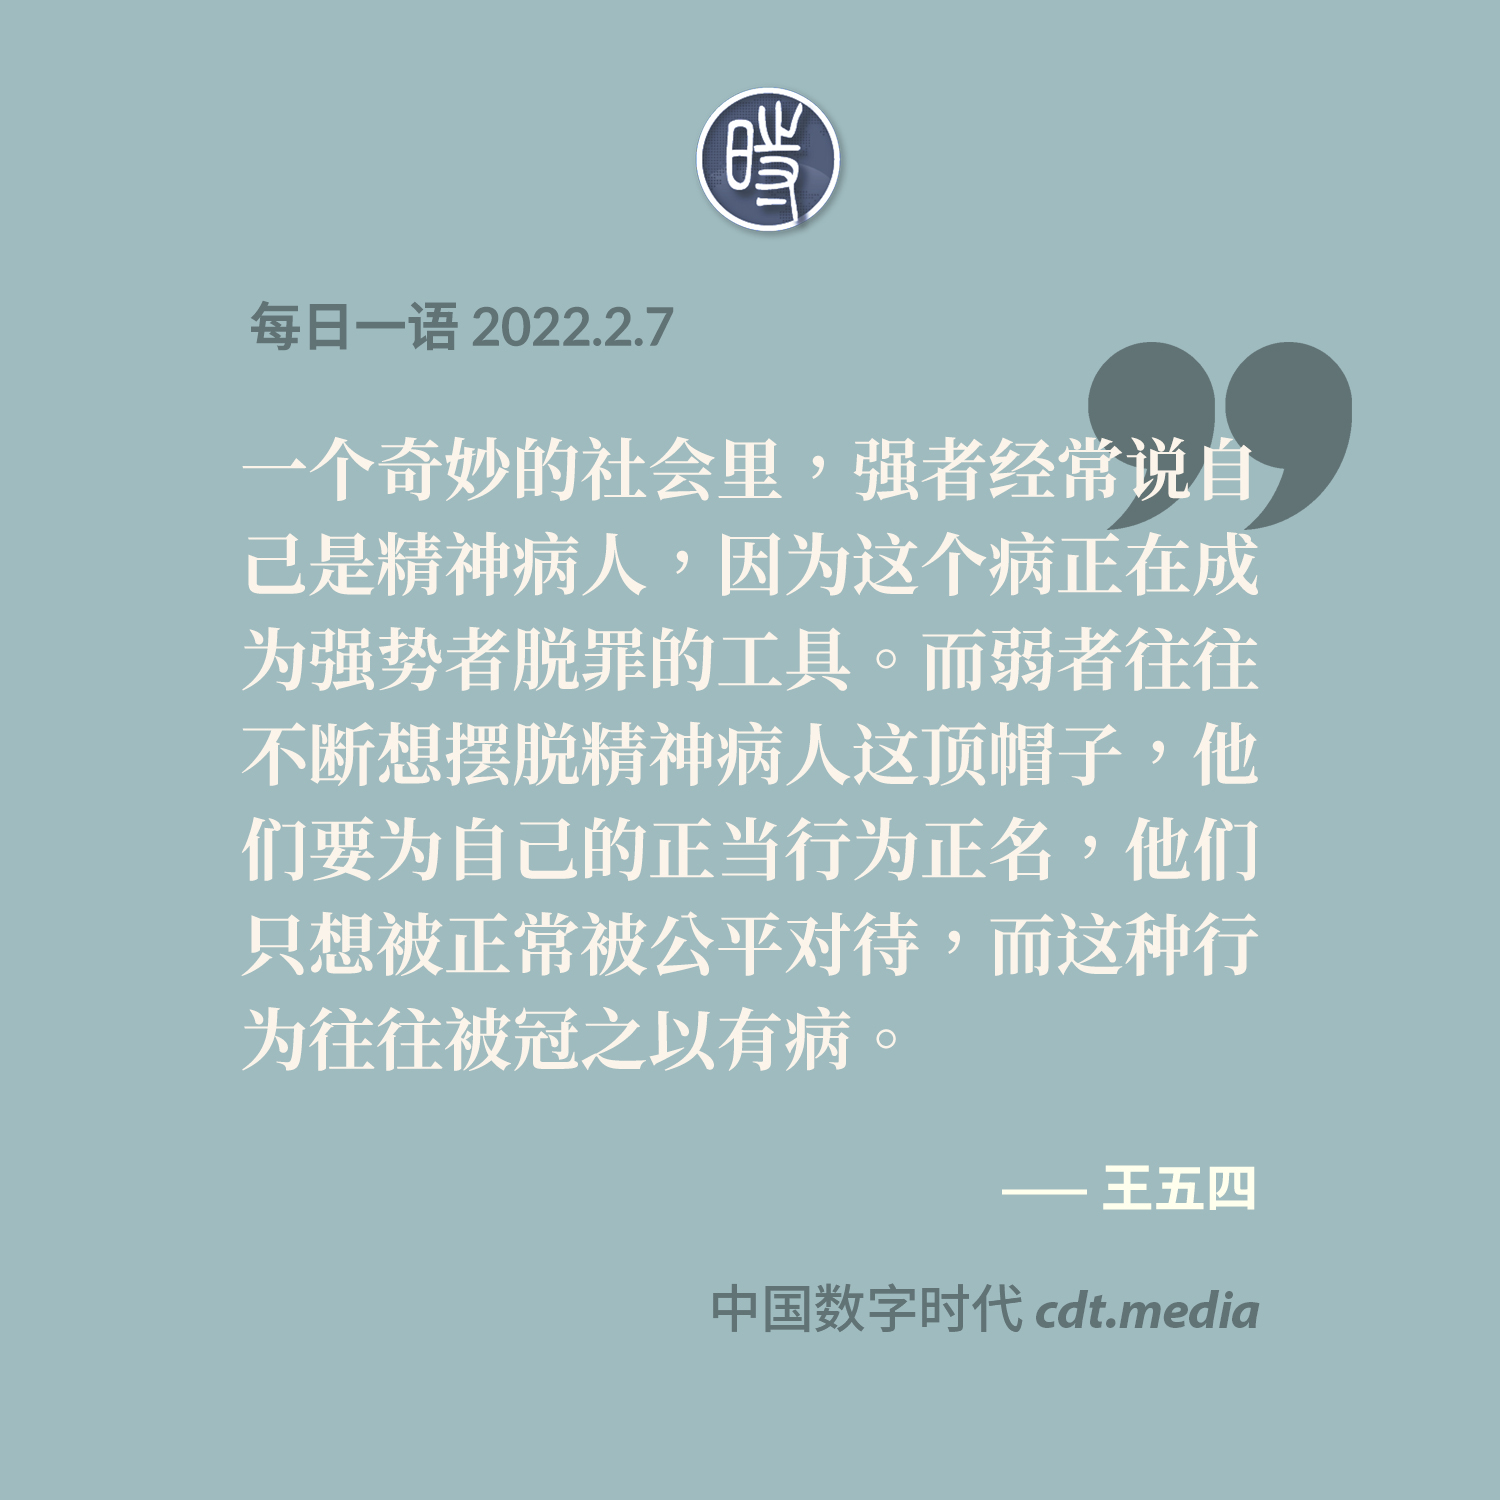 時
每日一语 2022.2.7
一个奇妙的社会里，强者经常说自
己是精神病人，因为这个病正在成
为强势者脱罪的工具。而弱者往往
不断想摆脱精神病人这顶帽子，他
们要为自己的正当行为正名，他们
只想被正常被公平对待，而这种行
为往往被冠之以有病。
—— 王五四
中国数字时代 cdt.media